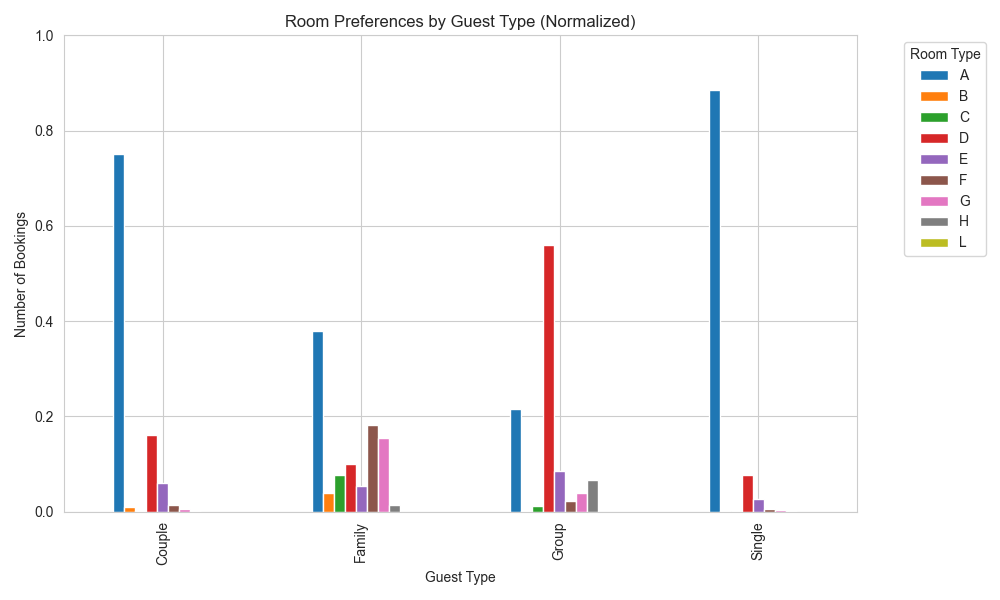 Room Preferences by Guest Type (Normalized)
Number of Bookings
1.0
0.8
0.6
0.4
0.2
0.0
Couple
Family
Group
Single
Guest Type
Room Type
A
B
C
D
E
F
G
H
L